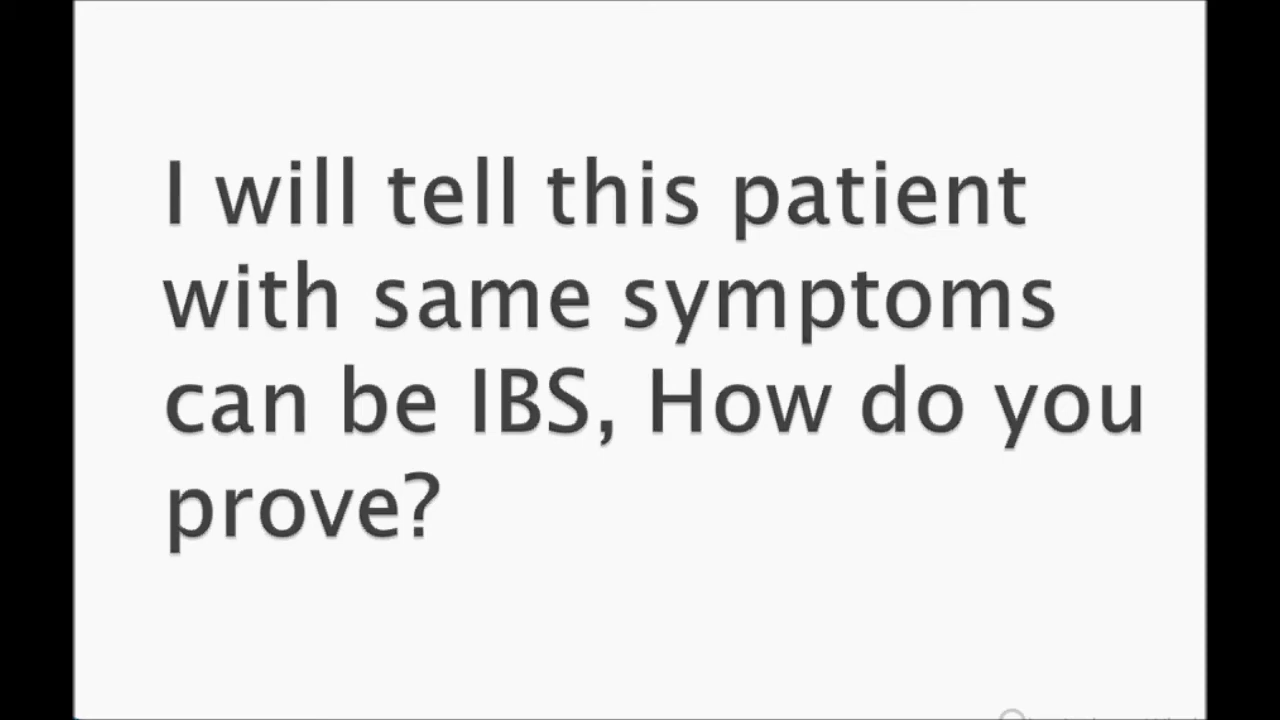 I will tell this patient
with same symptoms
can be IBS, How do you
prove?